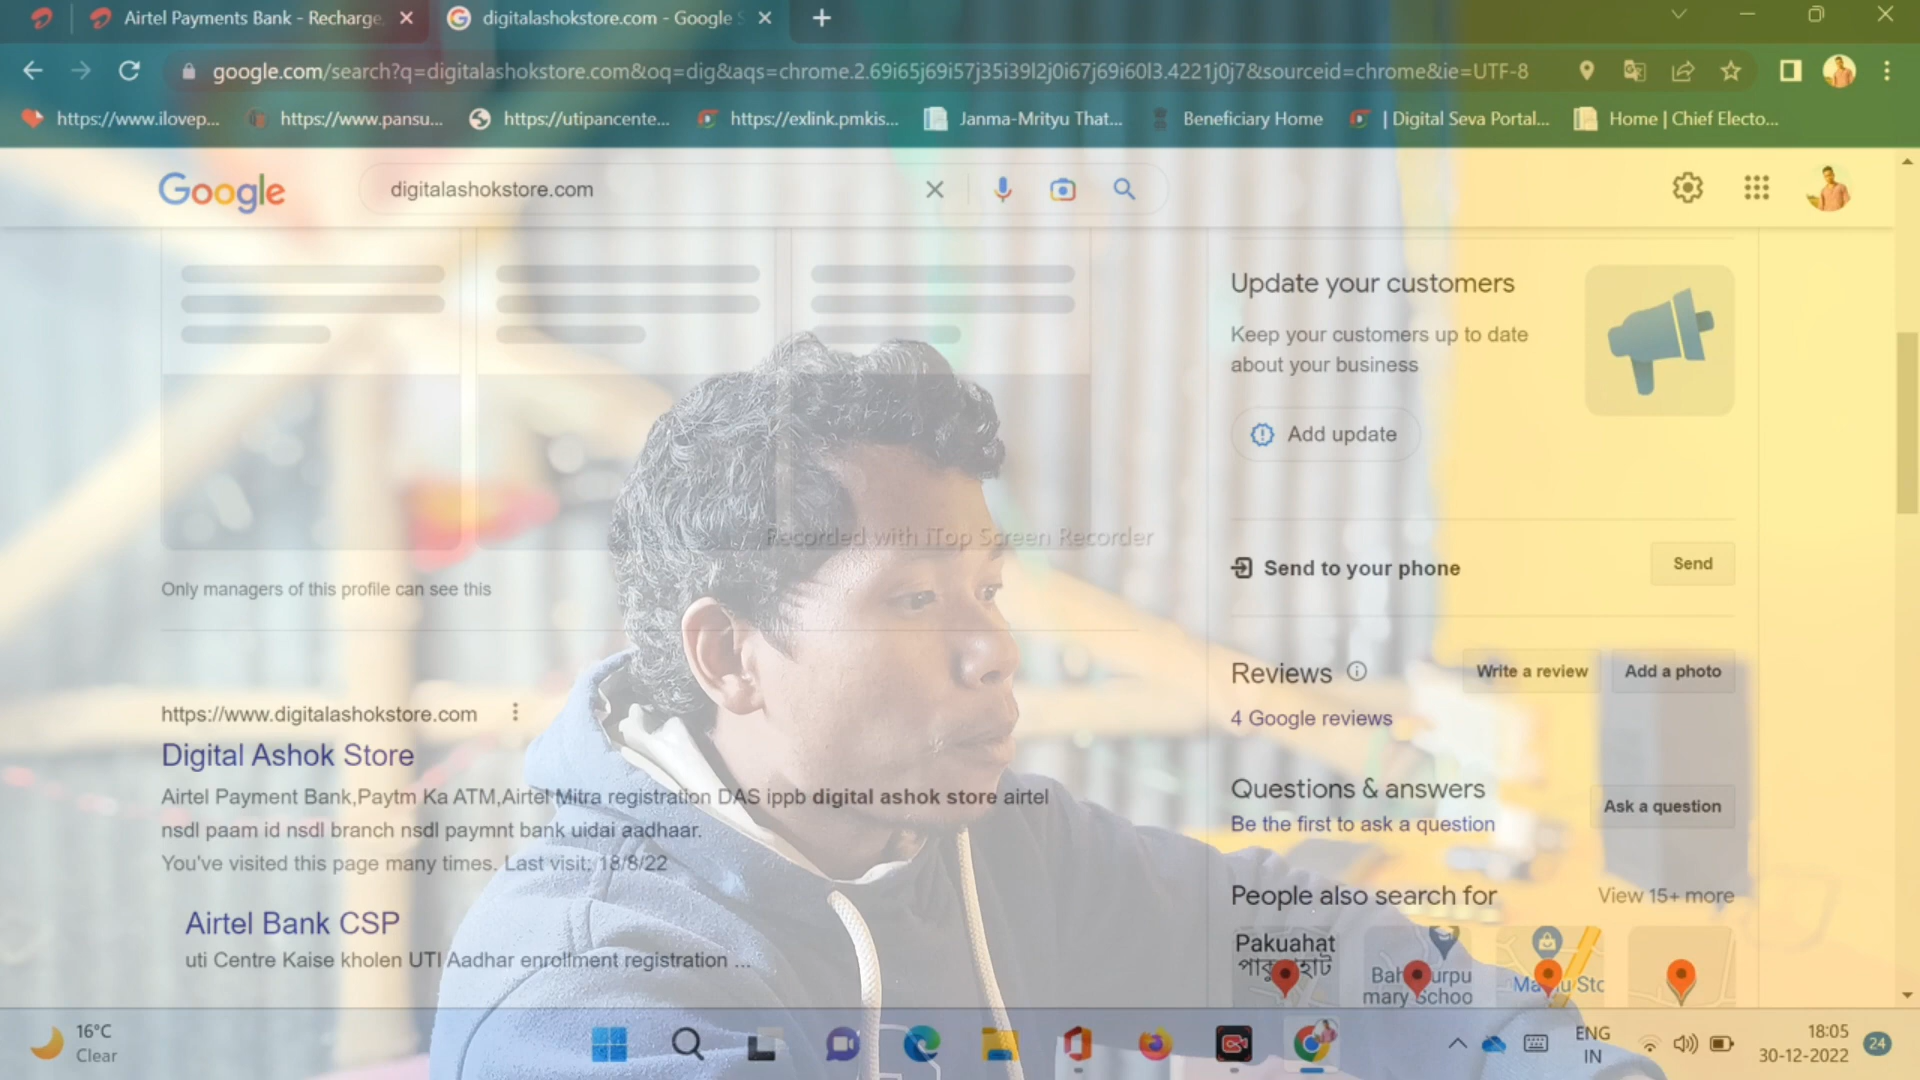 Airtel Payments Bank - Recharge
digitalashokstore.com - Google S
google.com/search?q=digitalashokstore.com&oq=dig&aqs=chrome.2.69i65j69i57j35i39l2j0i67j69i60l3.4221j0j7&sourceid=chrome&ie=UTF-8
https://www.ilovep...
https://www.pansu...
https://utipancente...
https://exlink.pmkis...
Janma-Mrityu That...
Beneficiary Home
| Digital Seva Portal...
Home | Chief Electo...
Google
digitalashokstore.com
Only managers of this profile can see this
https://www.digitalashokstore.com
Digital Ashok Store
Airtel Payment Bank,Paytm Ka ATM,Airtel Mitra registration DAS ippb digital ashok store airtel
nsdl paam id nsdl branch nsdl paymnt bank uidai aadhaar.
You've visited this page many times. Last visit: 18/8/22
Airtel Bank CSP
uti Centre Kaise kholen UTI Aadhar enrollment registration ...
Recorded with iTop Screen Recorder
Update your customers
Keep your customers up to date
about your business
Add update
Send to your phone
Send
Reviews
Write a review
Add a photo
4 Google reviews
Questions & answers
Be the first to ask a question
Ask a question
People also search for
View 15+ more
Pakuahat
16°C
Clear
ENG
IN
18:05
30-12-2022
24